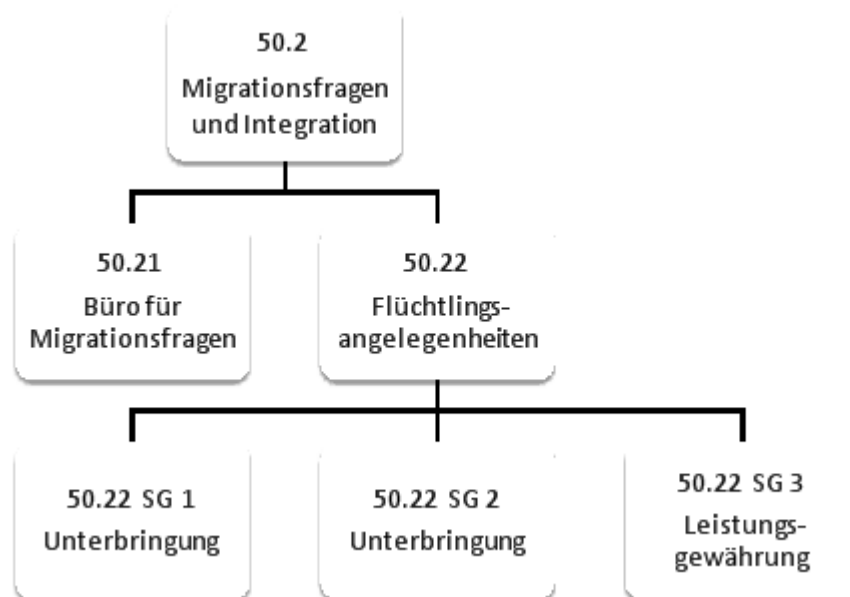 50.2
Migrationsfragen
und Integration
50.21
Büro für
Migrationsfragen
50.22
Flüchtlings-
angelegenheiten
50.22 SG 1
Unterbringung
50.22 SG 2
Unterbringung
50.22 SG 3
Leistungs-
gewährung